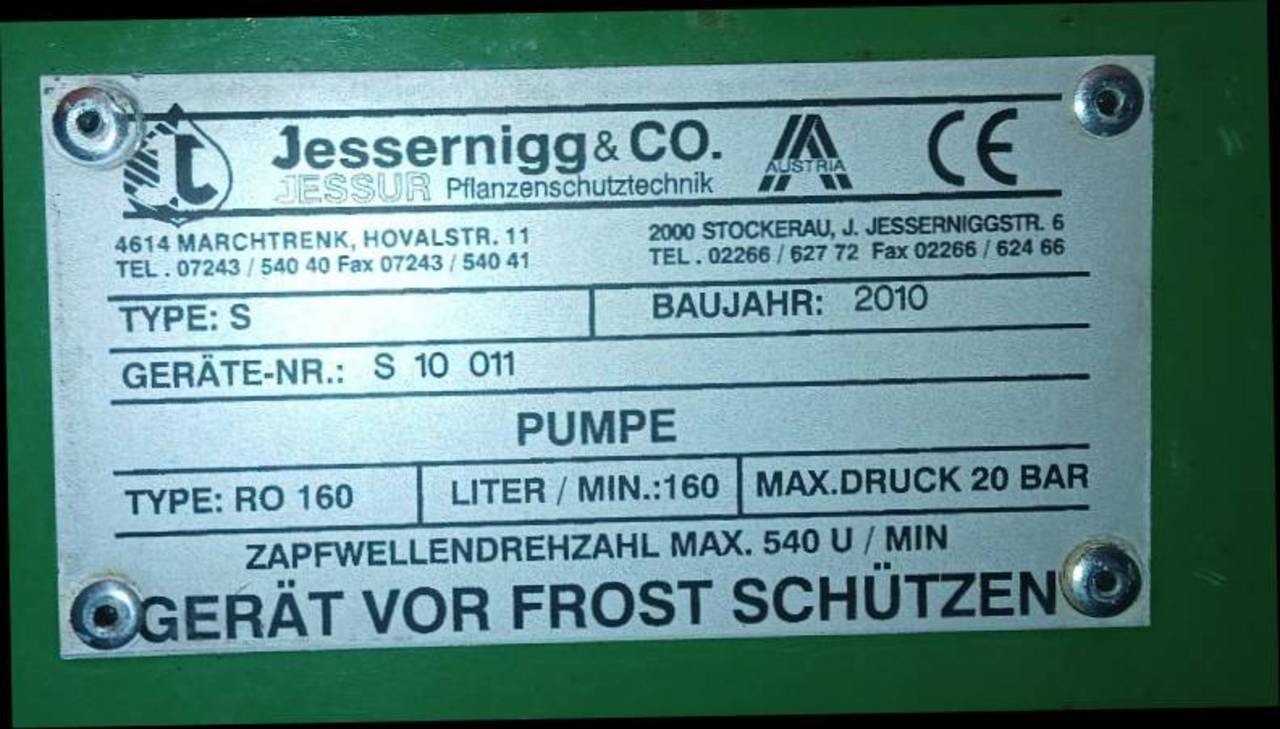 Jessernigg & CO.
AUSTRIA
CE
JESSUR Pflanzenschutztechnik
4614 MARCHTRENK, HOVALSTR. 11
TEL. 07243 / 540 40 Fax 07243 / 540 41
2000 STOCKERAU, J. JESSERNIGGSTR. 6
TEL. 02266 / 627 72 Fax 02266 / 624 66
TYPE: S
BAUJAHR: 2010
GERÄTE-NR.: S 10 011
PUMPE
TYPE: RO 160
LITER / MIN.:160
MAX.DRUCK 20 BAR
ZAPFWELLENDREHZAHL MAX. 540 U / MIN
GERÄT VOR FROST SCHÜTZEN